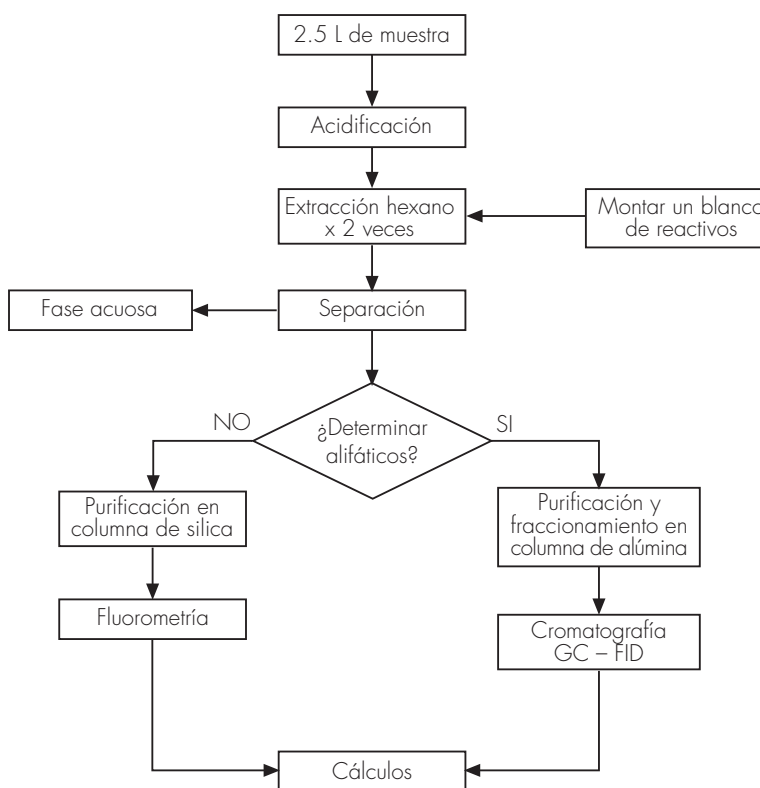 2.5 L de muestra
Acidificación
Extracción hexano
x 2 veces
Montar un blanco
de reactivos
Fase acuosa
Separación
NO
¿Determinar
alifáticos?
SI
Purificación en
columna de silica
Purificación y
fraccionamiento en
columna de alúmina
Fluorometría
Cromatografía
GC – FID
Cálculos